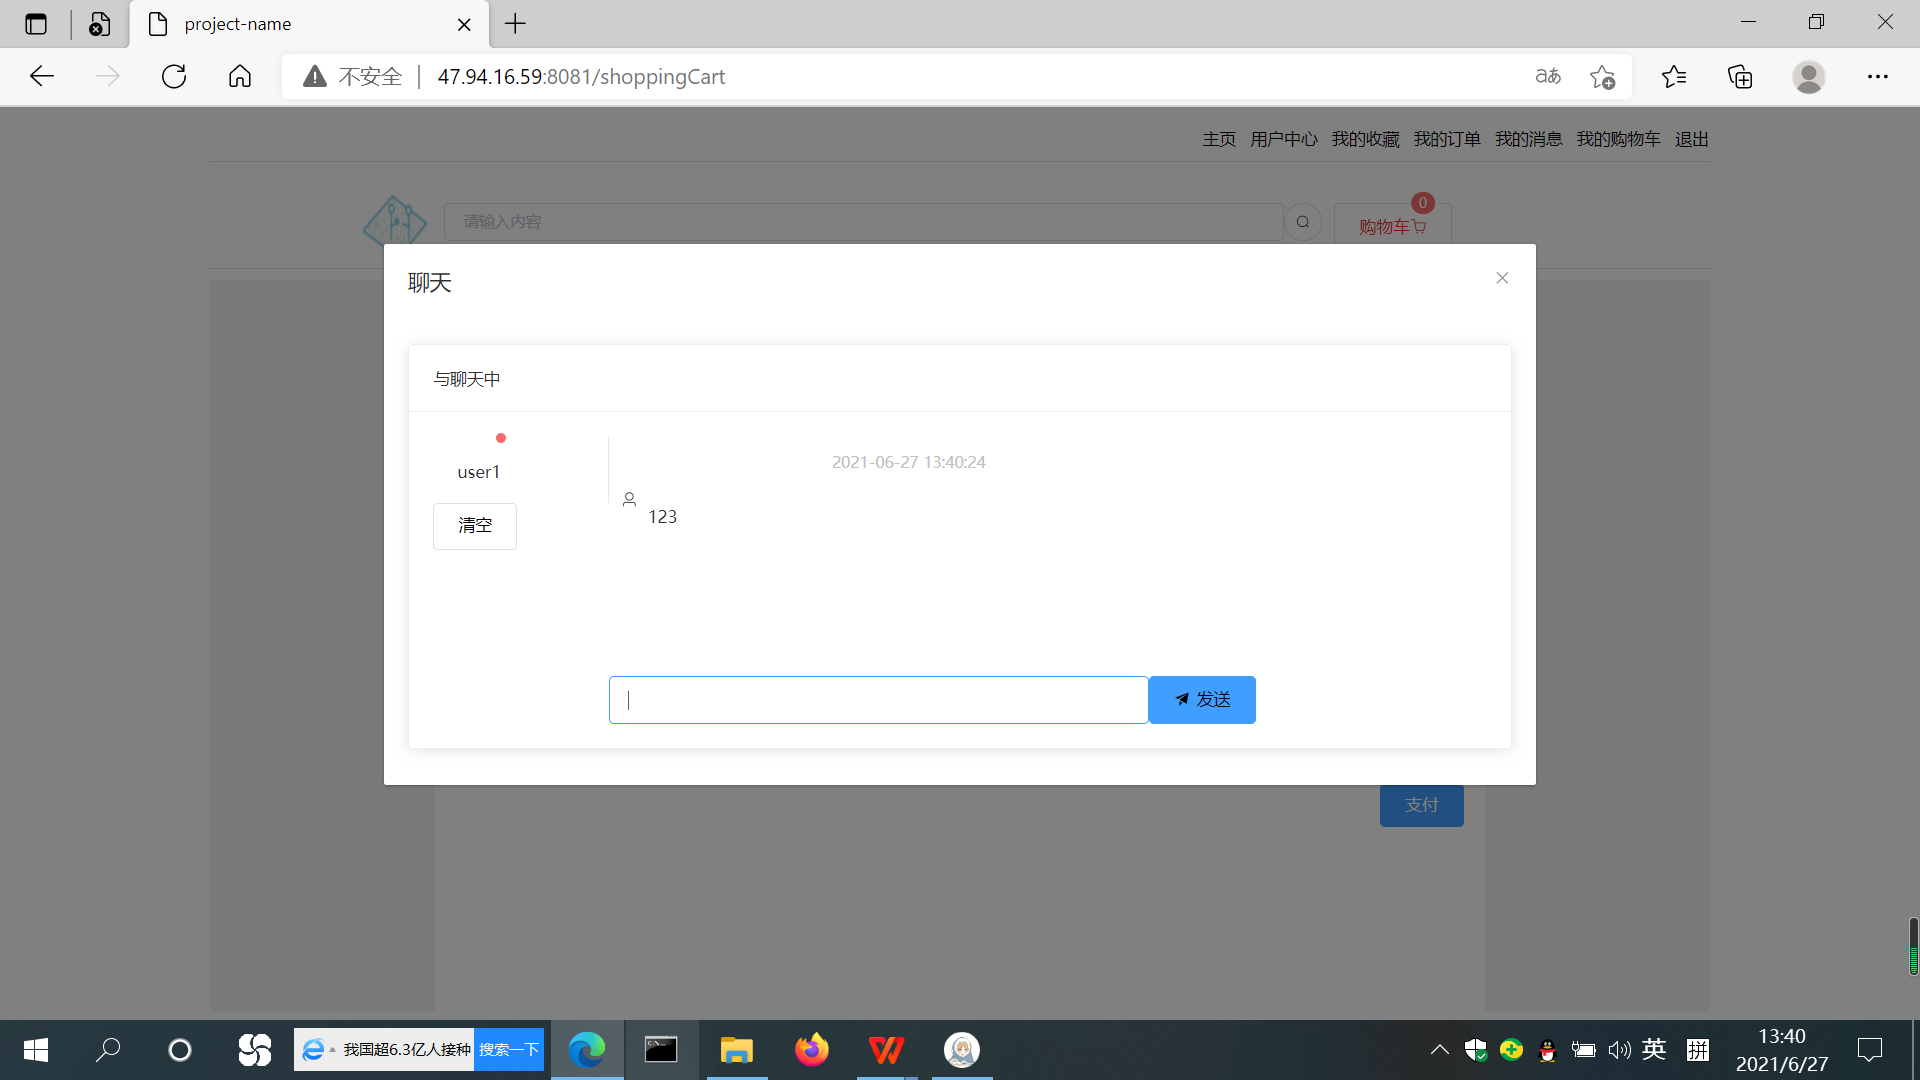 project-name
不安全 47.94.16.59:8081/shoppingCart
主页 用户中心 我的收藏 我的订单 我的消息 我的购物车 退出
请输入内容
0
购物车
聊天
与聊天中
user1
2021-06-27 13:40:24
123
清空
发送
支付
我国超6.3亿人接种 搜索一下
英 拼
13:40
2021/6/27